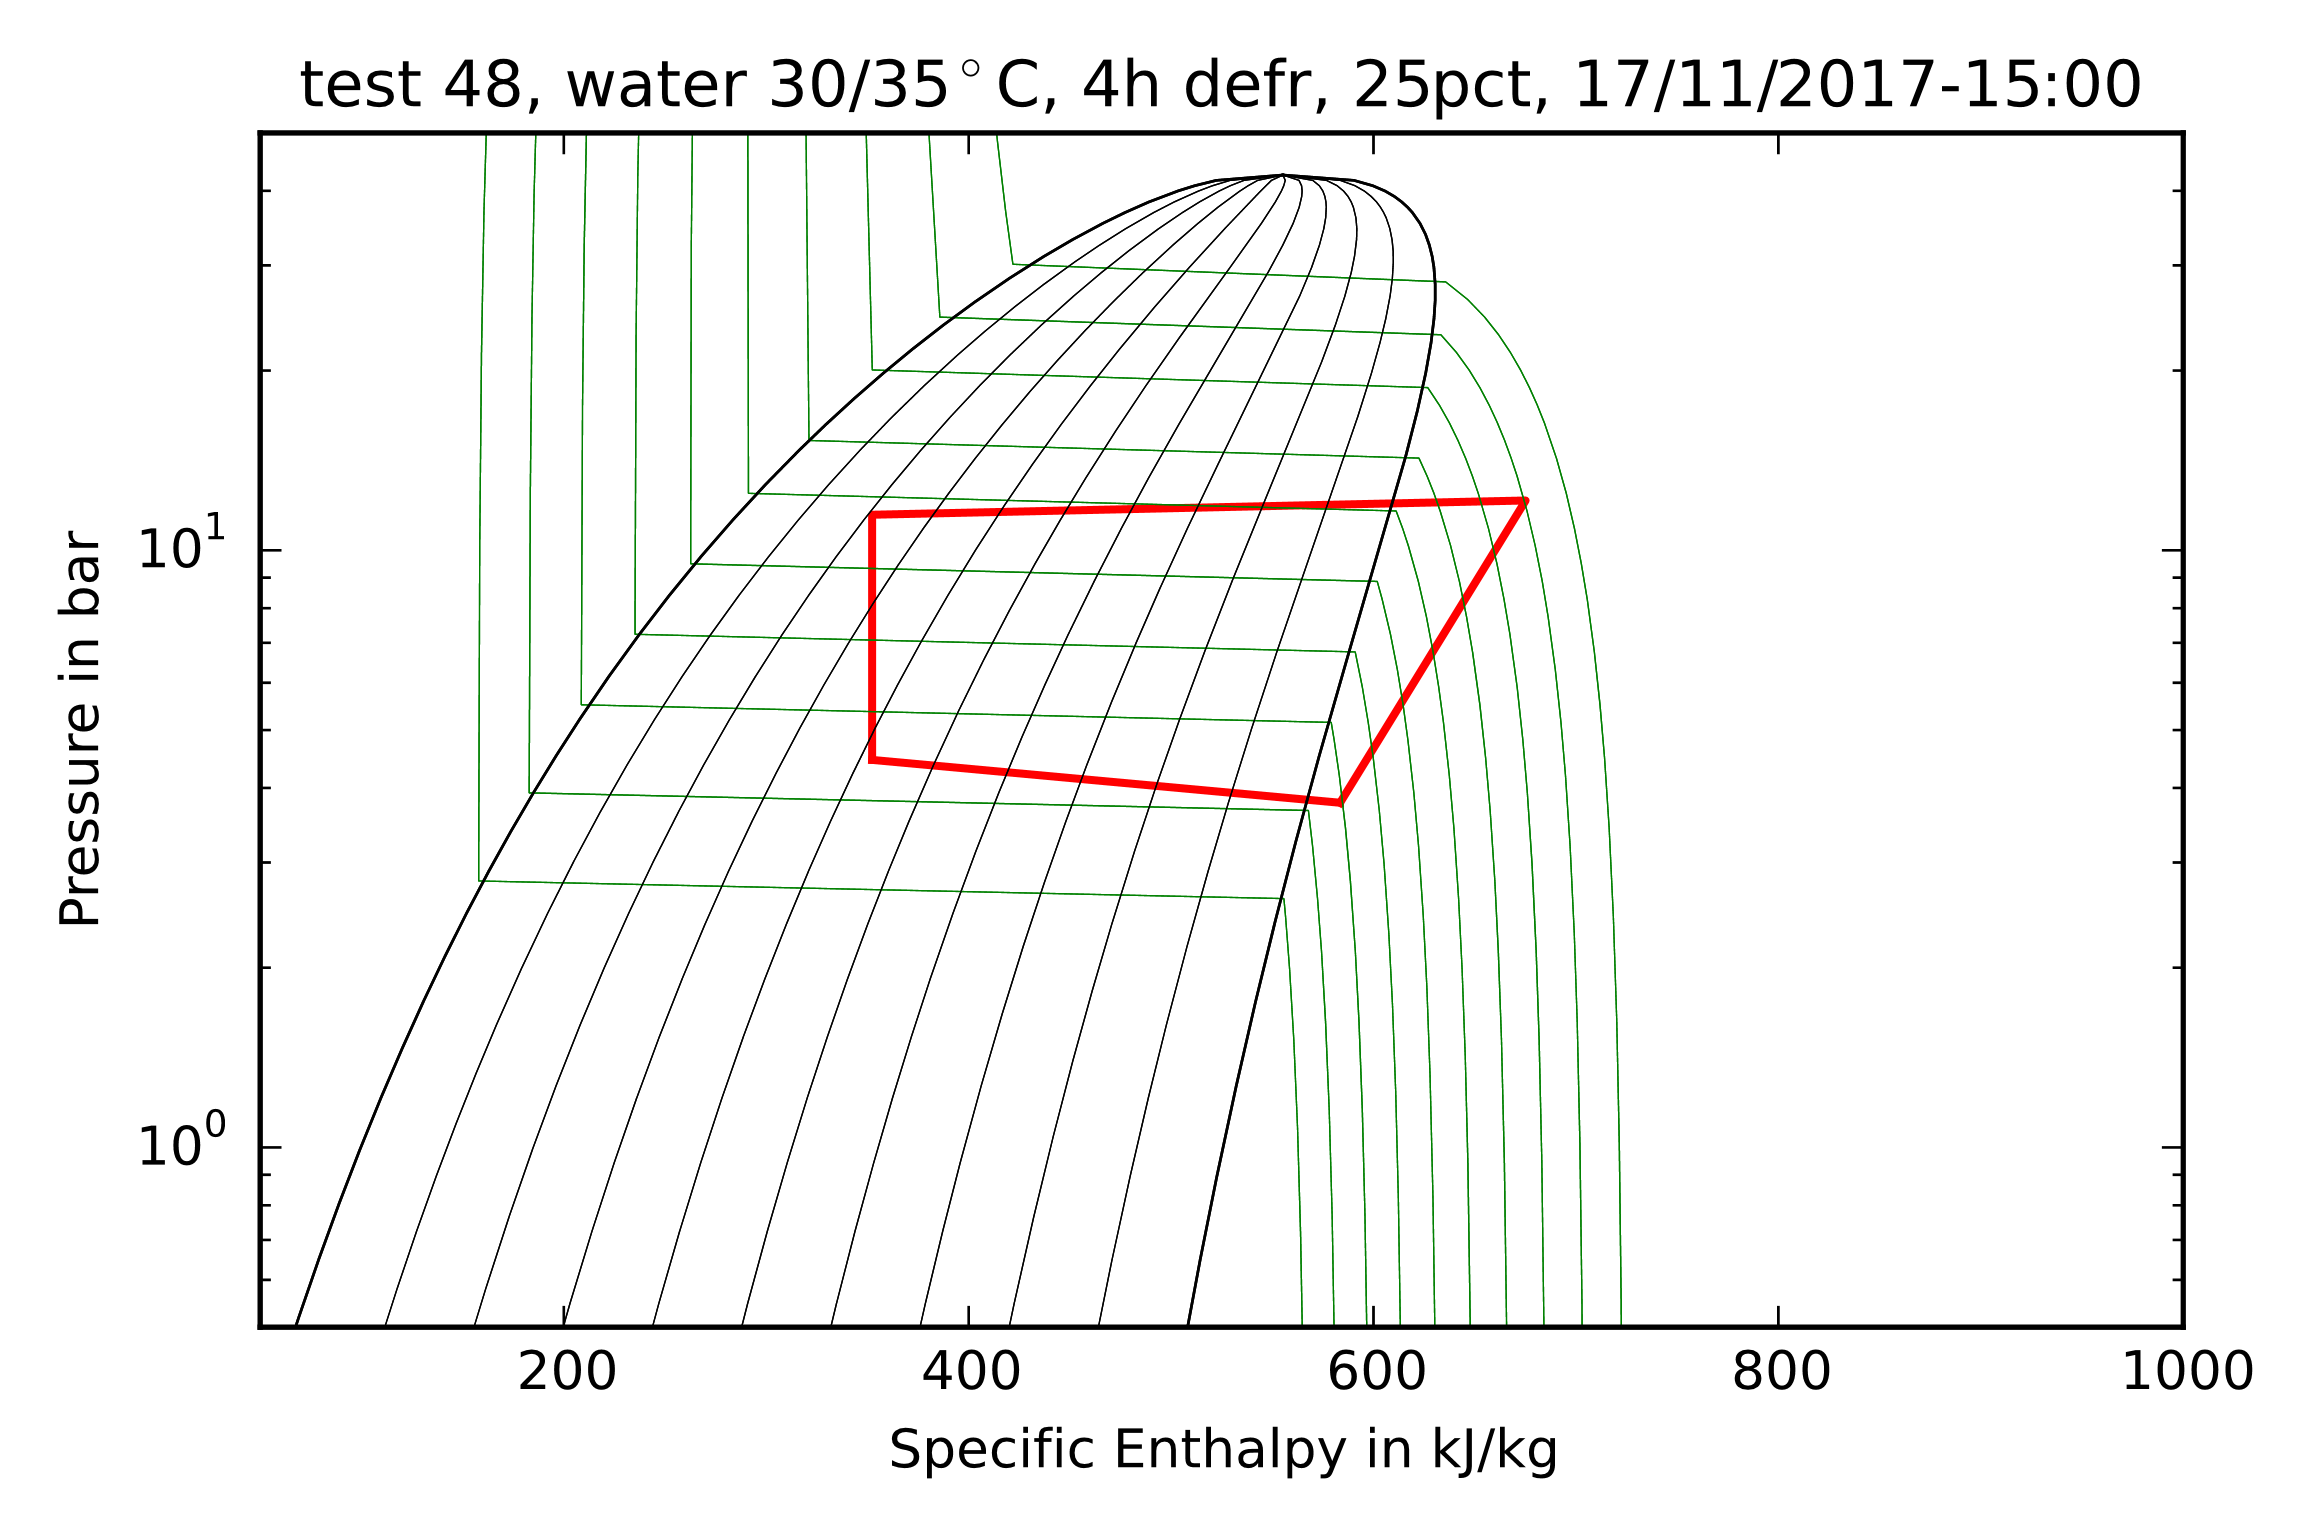 test 48, water 30/35°C, 4h defr, 25pct, 17/11/2017-15:00
Pressure in bar
10¹
10⁰
200 400 600 800 1000
Specific Enthalpy in kJ/kg